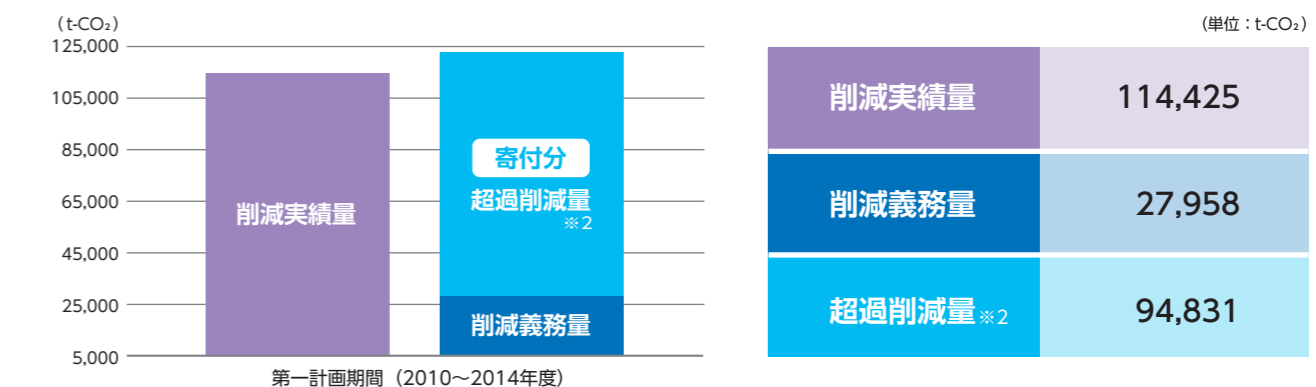 (t-CO₂)
125,000
105,000
85,000
65,000
45,000
25,000
5,000
削減実績量
寄付分
超過削減量
※2
削減義務量
第一計画期間（2010〜2014年度）
（単位：t-CO₂）
削減実績量 114,425
削減義務量 27,958
超過削減量※2 94,831